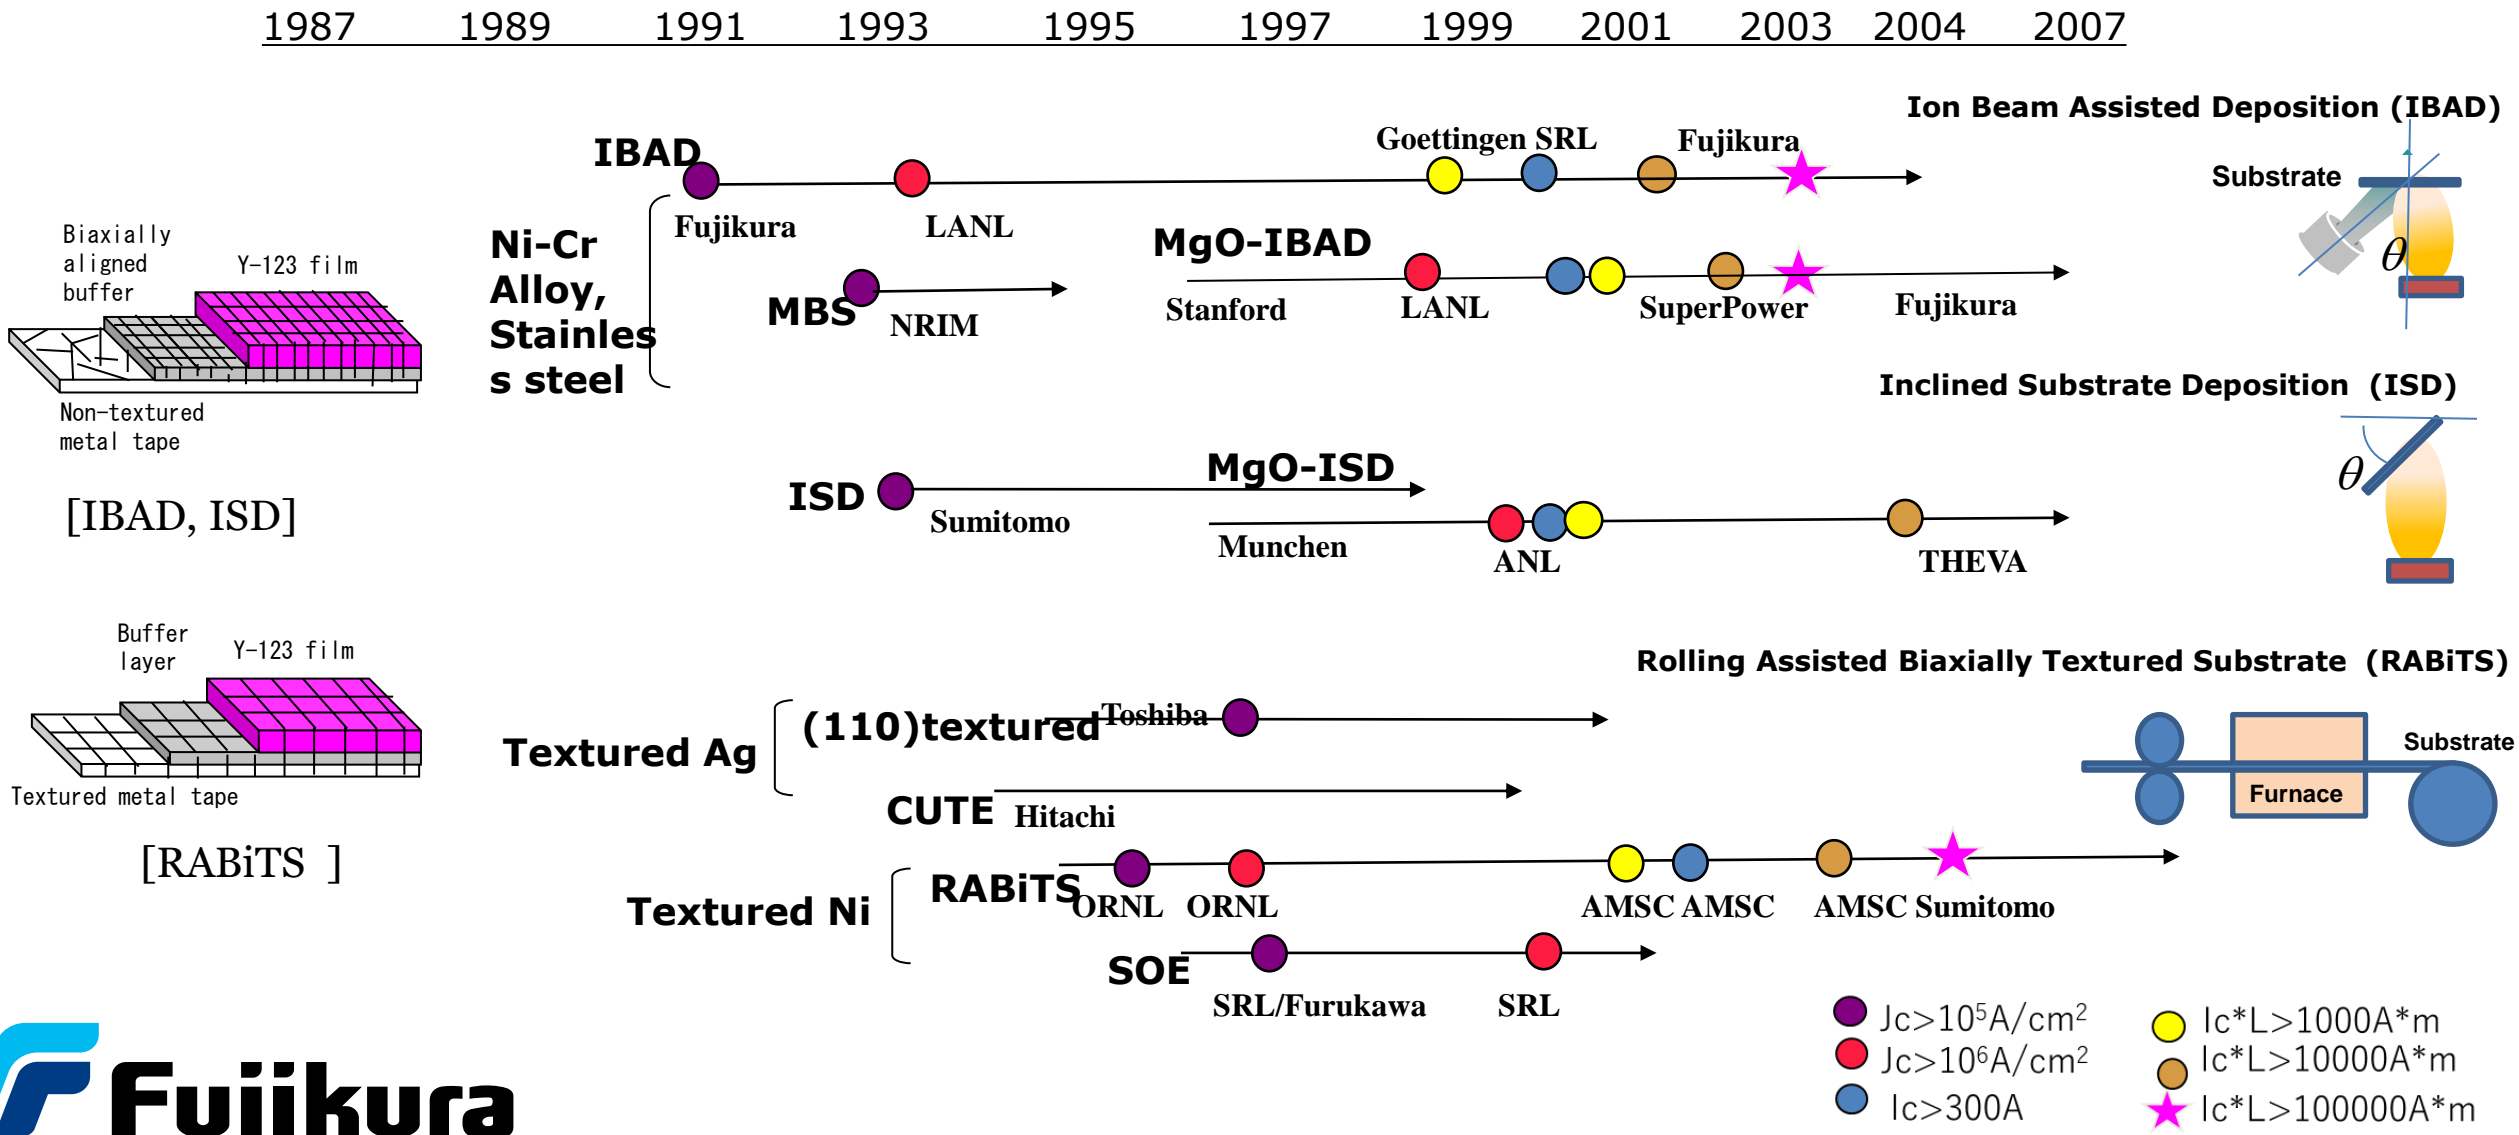 1987 1989 1991 1993 1995 1997 1999 2001 2003 2004 2007
Ion Beam Assisted Deposition (IBAD)
IBAD
Goettingen SRL
Fujikura
Substrate
Fujikura
LANL
θ
Biaxially
aligned
buffer
Y-123 film
Non-textured
metal tape
[IBAD, ISD]
Ni-Cr
Alloy,
Stainles
s steel
MBS
NRIM
MgO-IBAD
Stanford
LANL
SuperPower
Fujikura
Inclined Substrate Deposition (ISD)
θ
ISD
Sumitomo
MgO-ISD
Munchen
ANL
THEVA
Buffer
layer
Y-123 film
Textured metal tape
[RABiTS ]
Rolling Assisted Biaxially Textured Substrate (RABiTS)
Substrate
Furnace
Textured Ag
(110)textured
Toshiba
CUTE
Hitachi
Textured Ni
RABiTS
ORNL ORNL
AMSC AMSC
AMSC Sumitomo
SOE
SRL/Furukawa
SRL
Jc>10⁵A/cm²
Jc>10⁶A/cm²
Ic>300A
Ic*L>1000A*m
Ic*L>10000A*m
Ic*L>100000A*m
Fujikura